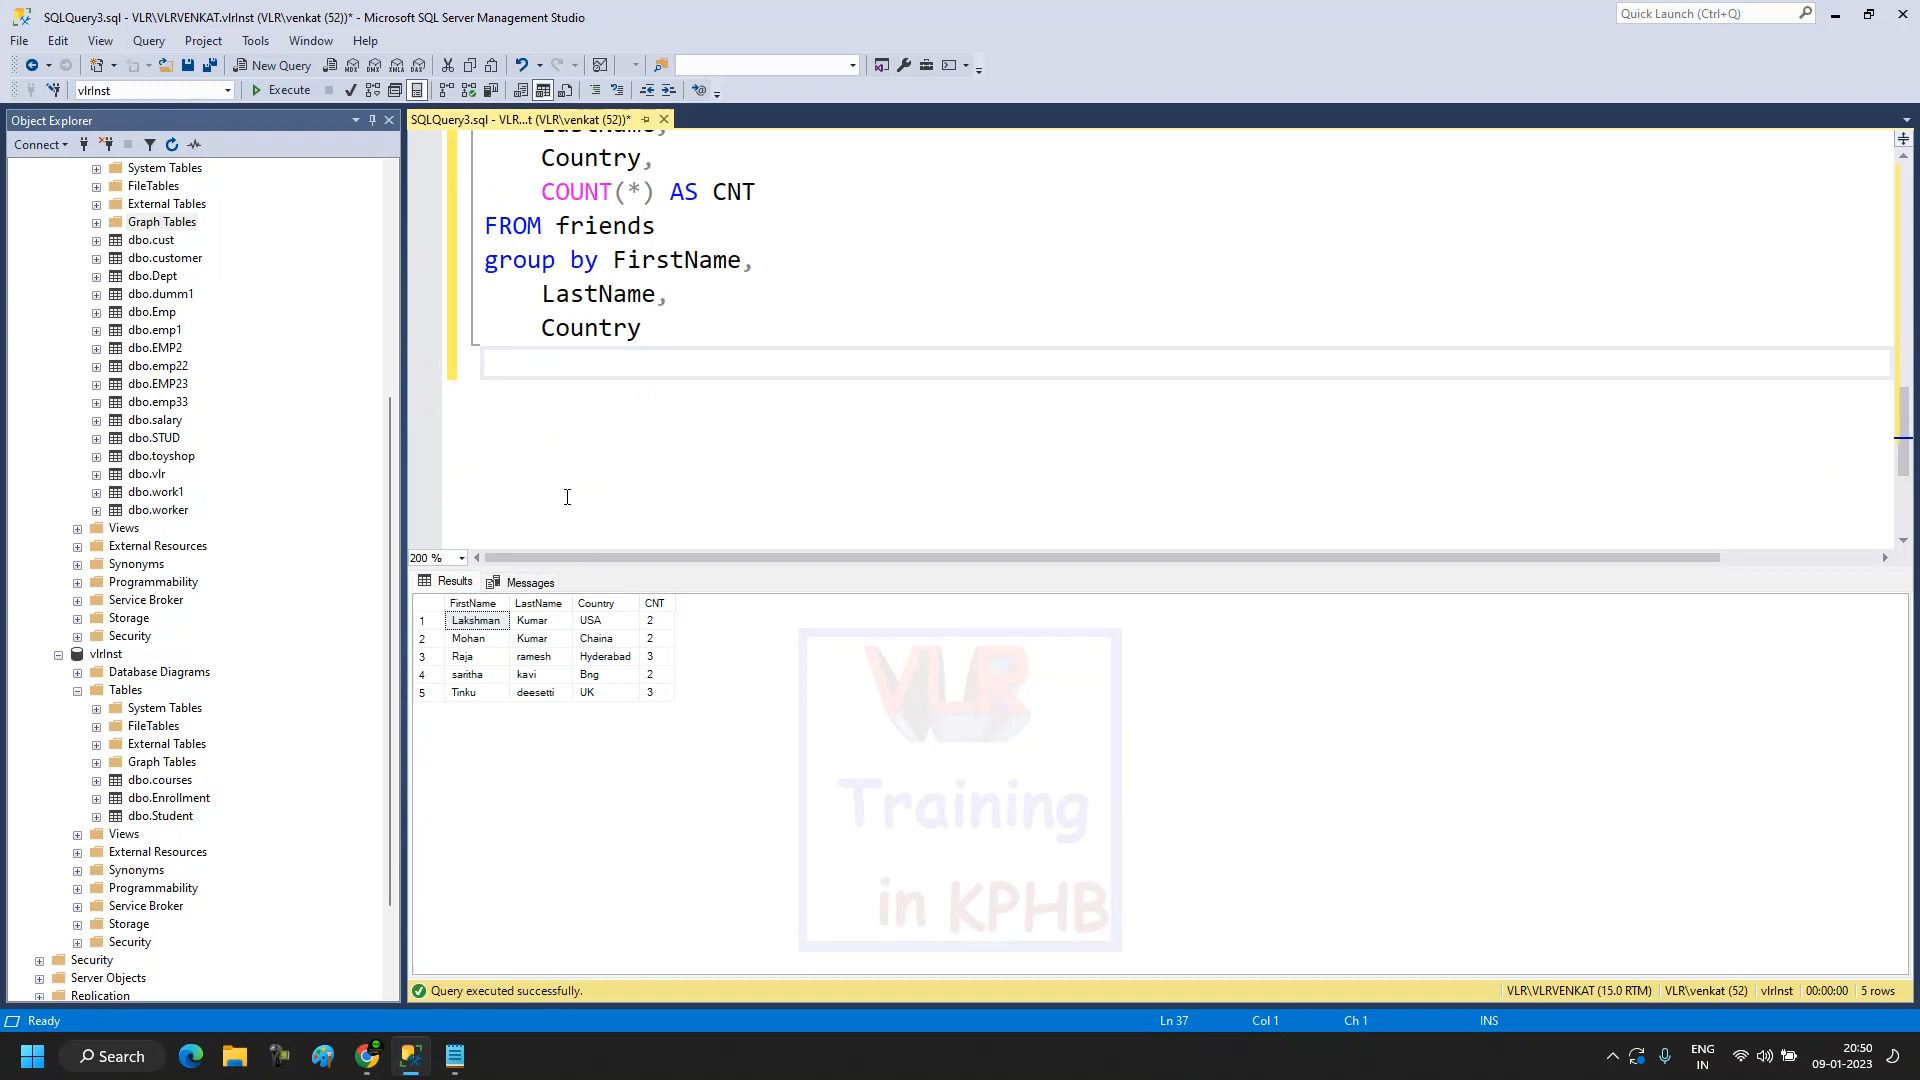 SQLQuery3.sql - VLR\VLRVENKAT.vlrInst (VLR\venkat (52))* - Microsoft SQL Server Management Studio
Quick Launch (Ctrl+Q)
File Edit View Query Project Tools Window Help
New Query
vlrInst Execute
Object Explorer
SQLQuery3.sql - VLR...t (VLR\venkat (52))*
Connect
System Tables
FileTables
External Tables
Graph Tables
dbo.cust
dbo.customer
dbo.Dept
dbo.dumm1
dbo.Emp
dbo.emp1
dbo.EMP2
dbo.emp22
dbo.EMP23
dbo.emp33
dbo.salary
dbo.STUD
dbo.toyshop
dbo.vlr
dbo.work1
dbo.worker
Views
External Resources
Synonyms
Programmability
Service Broker
Storage
Security
vlrInst
Database Diagrams
Tables
System Tables
FileTables
External Tables
Graph Tables
dbo.courses
dbo.Enrollment
dbo.Student
Views
External Resources
Synonyms
Programmability
Service Broker
Storage
Security
Security
Server Objects
Replication
LastName,
Country,
COUNT(*) AS CNT
FROM friends
group by FirstName,
LastName,
Country
200 %
Results Messages
FirstName LastName Country CNT
1 Lakshman Kumar USA 2
2 Mohan Kumar Chaina 2
3 Raja ramesh Hyderabad 3
4 saritha kavi Bng 2
5 Tinku deesetti UK 3
VLR
Training
in KPHB
Query executed successfully.
VLR\VLRVENKAT (15.0 RTM) VLR\venkat (52) vlrInst 00:00:00 5 rows
Ready
Ln 37 Col 1 Ch 1 INS
Search
ENG
IN
20:50
09-01-2023